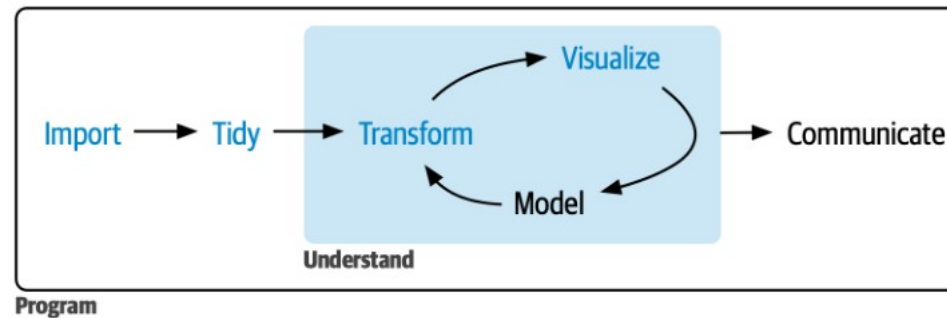 Visualize
Import Tidy Transform Communicate
Model
Understand
Program